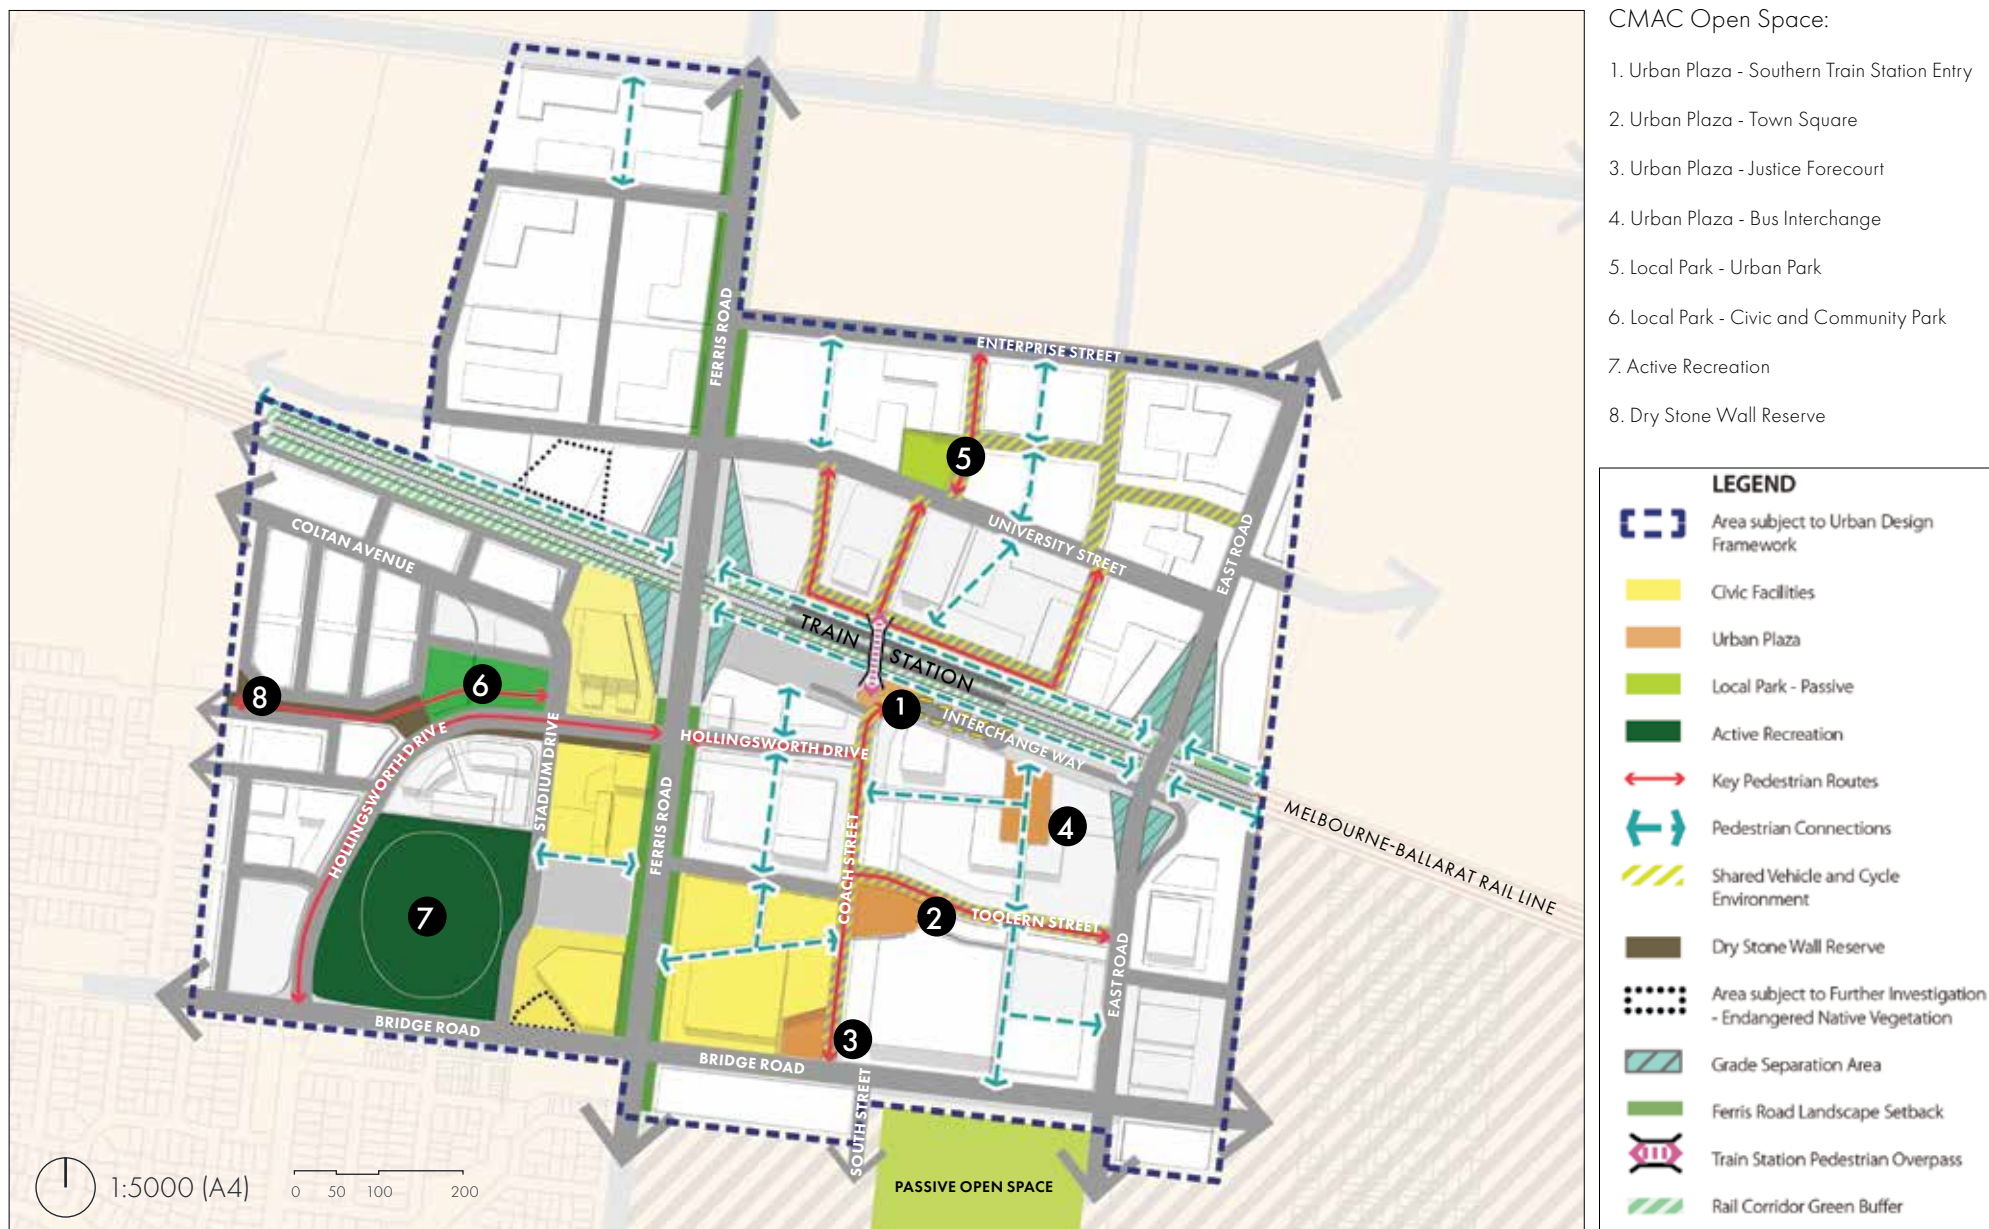 CMAC Open Space:
1. Urban Plaza - Southern Train Station Entry
2. Urban Plaza - Town Square
3. Urban Plaza - Justice Forecourt
4. Urban Plaza - Bus Interchange
5. Local Park - Urban Park
6. Local Park - Civic and Community Park
7. Active Recreation
8. Dry Stone Wall Reserve
LEGEND
Area subject to Urban Design
Framework
Civic Facilities
Urban Plaza
Local Park - Passive
Active Recreation
Key Pedestrian Routes
Pedestrian Connections
Shared Vehicle and Cycle
Environment
Dry Stone Wall Reserve
Area subject to Further Investigation
- Endangered Native Vegetation
Grade Separation Area
Ferris Road Landscape Setback
Train Station Pedestrian Overpass
Rail Corridor Green Buffer
FERRIS ROAD
ENTERPRISE STREET
5
COLTAN AVENUE
UNIVERSITY STREET
EAST ROAD
TRAIN STATION
6
8
1
INTERCHANGE WAY
HOLLINGSWORTH DRIVE
STADIUM DRIVE
HOLLINGSWORTH DRIVE
FERRIS ROAD
COACH STREET
4
MELBOURNE-BALLARAT RAIL LINE
7
2
TOOLERN STREET
EAST ROAD
BRIDGE ROAD
3
BRIDGE ROAD
SOUTH STREET
PASSIVE OPEN SPACE
1:5000 (A4)
0 50 100 200